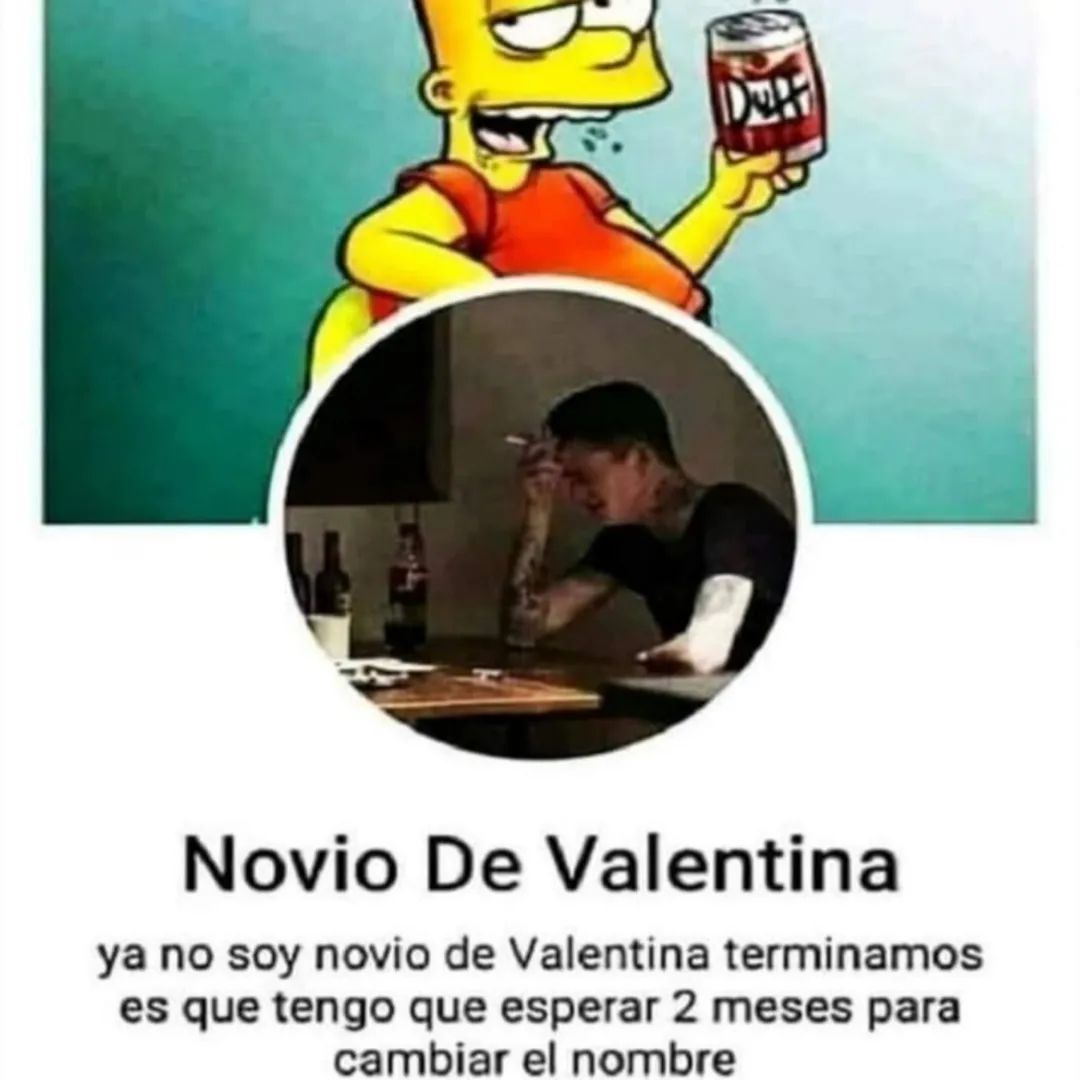 Duff
Novio De Valentina
ya no soy novio de Valentina terminamos
es que tengo que esperar 2 meses para
cambiar el nombre